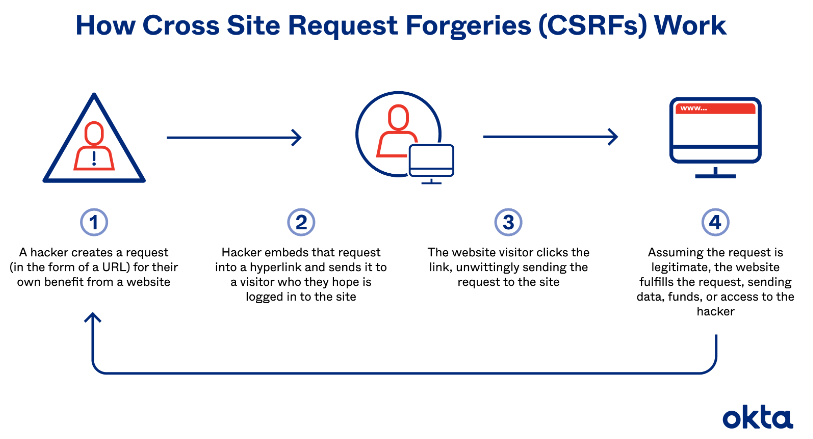 How Cross Site Request Forgeries (CSRFs) Work
!
www...
1
A hacker creates a request
(in the form of a URL) for their
own benefit from a website
2
Hacker embeds that request
into a hyperlink and sends it to
a visitor who they hope is
logged in to the site
3
The website visitor clicks the
link, unwittingly sending the
request to the site
4
Assuming the request is
legitimate, the website
fulfills the request, sending
data, funds, or access to the
hacker
okta